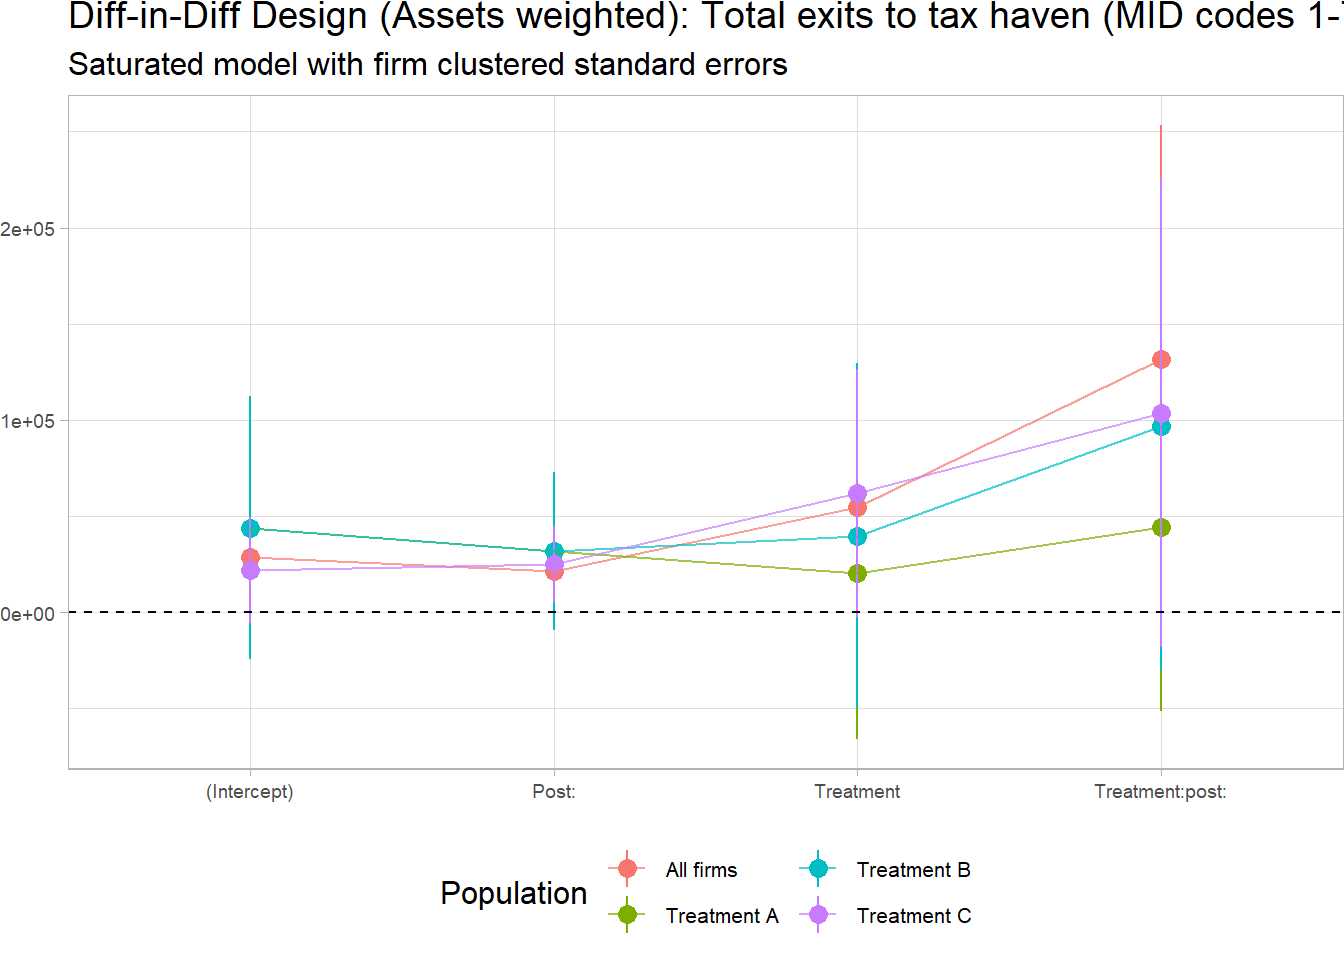 Diff-in-Diff Design (Assets weighted): Total exits to tax haven (MID codes 1-
Saturated model with firm clustered standard errors
2e+05
1e+05
0e+00
(Intercept) Post: Treatment Treatment:post:
Population
All firms Treatment B
Treatment A Treatment C